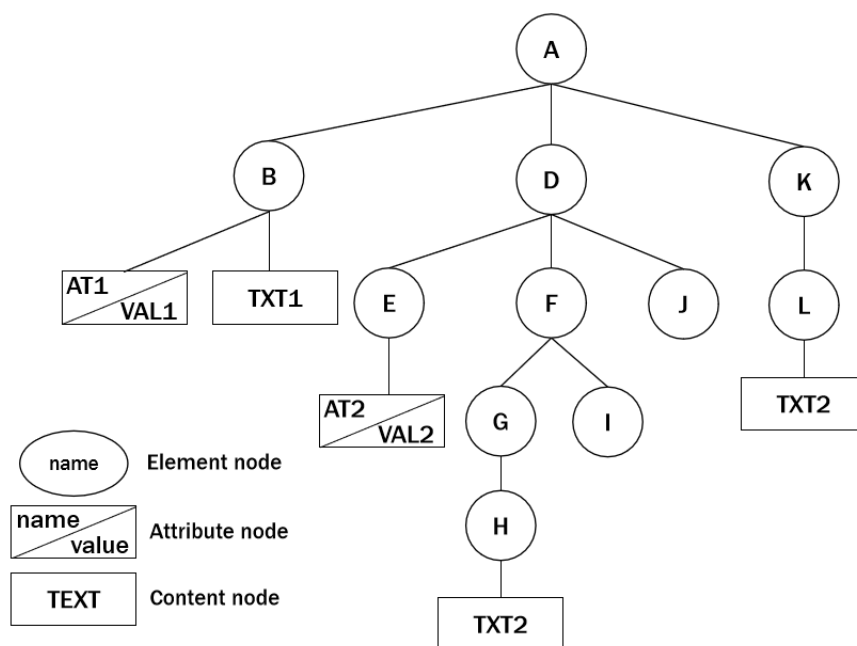 A
B
D
K
AT1
VAL1
TXT1
E
F
J
L
AT2
VAL2
G
I
TXT2
name
Element node
H
name
value
Attribute node
TEXT
Content node
TXT2